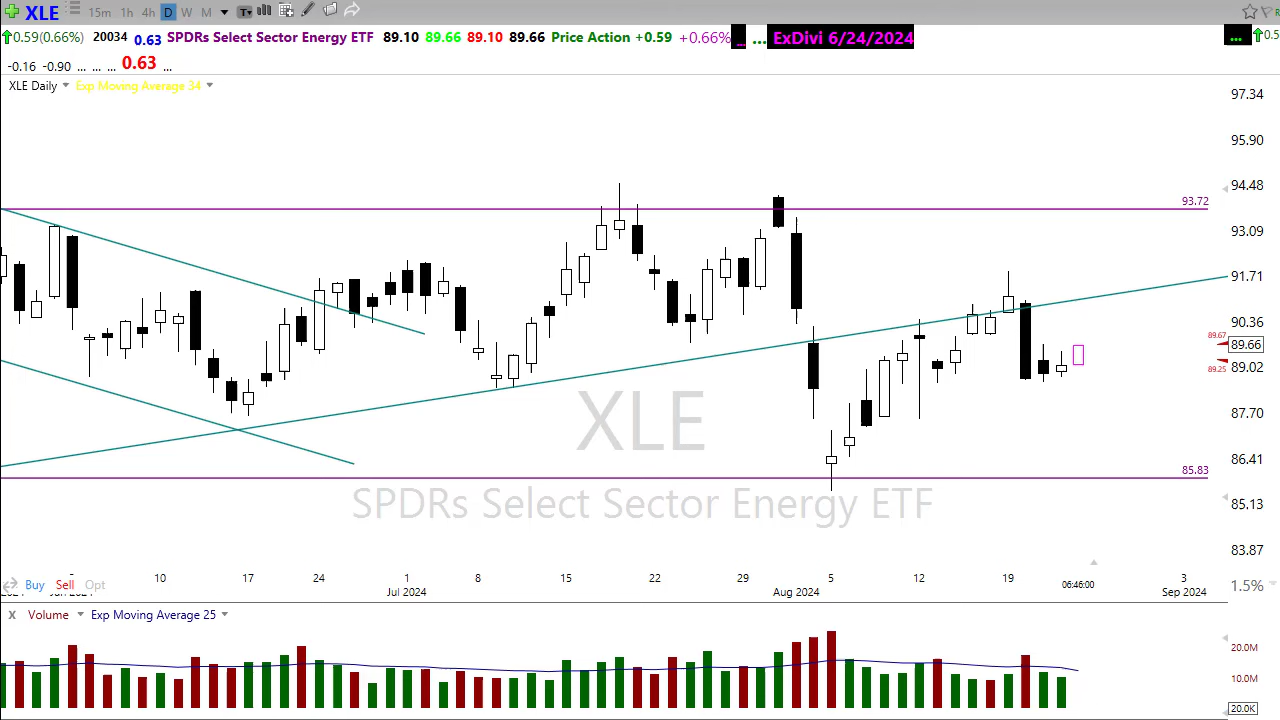 XLE 15m 1h 4h D W M T
0.59(0.66%) 20034 0.63 SPDRs Select Sector Energy ETF 89.10 89.66 89.10 89.66 Price Action +0.59 +0.66% _ ... ExDivi 6/24/2024 ... 0.5
-0.16 -0.90 ... ... ... 0.63 ...
XLE Daily Exp Moving Average 34
97.34
95.90
94.48
93.72
93.09
91.71
90.36
89.67
89.66
89.02
89.25
87.70
XLE
86.41
85.83
SPDRs Select Sector Energy ETF
85.13
83.87
10 17 24 1 8 15 22 29 5 12 19 3
Buy Sell Opt 06:46:00 1.5%
Jul 2024 Aug 2024 Sep 2024
X Volume Exp Moving Average 25
20.0M
10.0M
20.0K